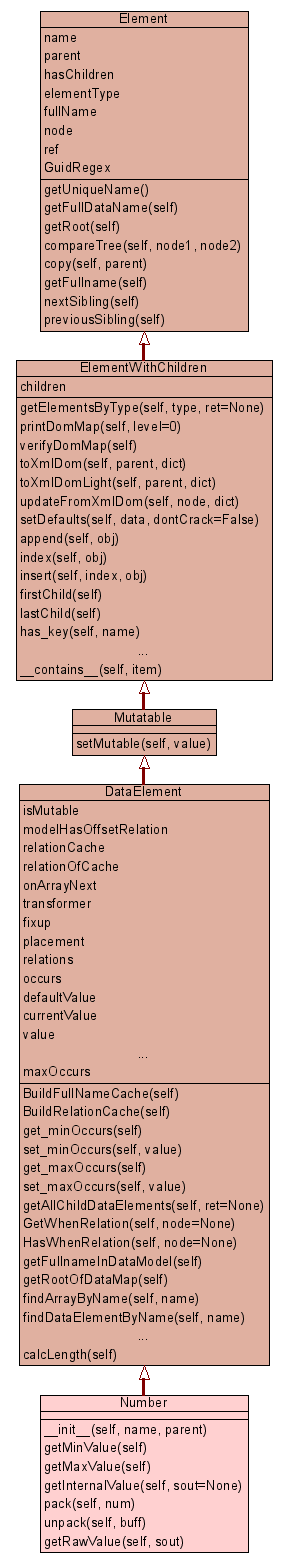 Element
name
parent
hasChildren
elementType
fullName
node
ref
GuidRegex
getUniqueName()
getFullDataName(self)
getRoot(self)
compareTree(self, node1, node2)
copy(self, parent)
getFullname(self)
nextSibling(self)
previousSibling(self)
ElementWithChildren
children
getElementsByType(self, type, ret=None)
printDomMap(self, level=0)
verifyDomMap(self)
toXmlDom(self, parent, dict)
toXmlDomLight(self, parent, dict)
updateFromXmlDom(self, node, dict)
setDefaults(self, data, dontCrack=False)
append(self, obj)
index(self, obj)
insert(self, index, obj)
firstChild(self)
lastChild(self)
has_key(self, name)
...
__contains__(self, item)
Mutatable
setMutable(self, value)
DataElement
isMutable
modelHasOffsetRelation
relationCache
relationOfCache
onArrayNext
transformer
fixup
placement
relations
occurs
defaultValue
currentValue
value
...
maxOccurs
BuildFullNameCache(self)
BuildRelationCache(self)
get_minOccurs(self)
set_minOccurs(self, value)
get_maxOccurs(self)
set_maxOccurs(self, value)
getAllChildDataElements(self, ret=None)
GetWhenRelation(self, node=None)
HasWhenRelation(self, node=None)
getFullnameInDataModel(self)
getRootOfDataMap(self)
findArrayByName(self, name)
findDataElementByName(self, name)
...
calcLength(self)
Number
__init__(self, name, parent)
getMinValue(self)
getMaxValue(self)
getInternalValue(self, sout=None)
pack(self, num)
unpack(self, buff)
getRawValue(self, sout)